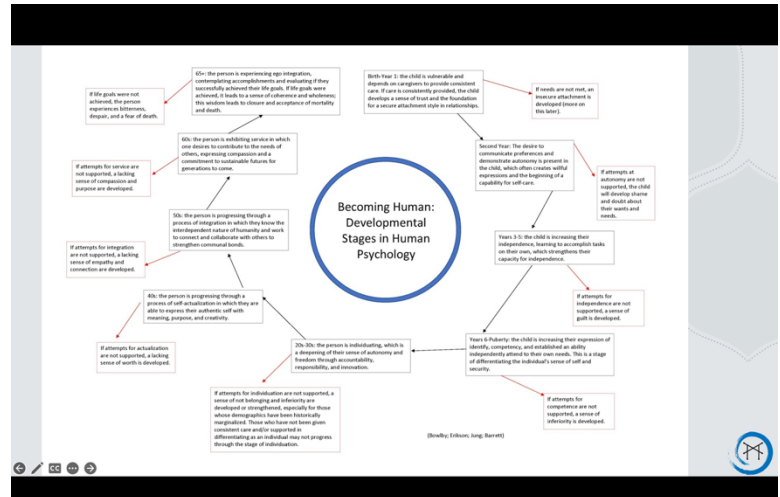 Becoming Human:
Developmental
Stages in Human
Psychology
Birth-Year 1: the child is vulnerable and
depends on caregivers to provide consistent
care. If care is consistently provided, the child
develops a sense of trust and the foundation
for a secure attachment style in relationships.
If needs are not met, an
insecure attachment is
developed (more on
this later).
Second Year: The desire to
communicate preferences and
demonstrate autonomy is present in
the child, which often creates willful
expressions and the beginning of a
capability for self-care.
If attempts at
autonomy are not
supported, the child
will develop shame
and doubt about
their wants and
needs.
Years 3-5: the child is increasing their
independence, learning to accomplish tasks
on their own, which strengthens their
capacity for independence.
If attempts for
independence are not
supported, a sense of
guilt is developed.
Years 6-Puberty: the child is increasing their expression of
identify, competency, and established an ability
independently attend to their own needs. This is a stage
of differentiating the individual's sense of self and
security.
If attempts for
competence are not
supported, a sense of
inferiority is developed.
20s-30s: the person is individuating, which is
a deepening of their sense of autonomy and
freedom through accountability,
responsibility, and innovation.
If attempts for individuation are not supported, a
sense of not belonging and inferiority are
developed or strengthened, especially for those
whose demographics have been historically
marginalized. Those who have not been given
consistent care and/or supported in
differentiating as an individual may not progress
through the stage of individuation.
40s: the person is progressing through a
process of self-actualization in which they are
able to express their authentic self with
meaning, purpose, and creativity.
If attempts for actualization
are not supported, a lacking
sense of worth is developed.
50s: the person is progressing through a
process of integration in which they know the
interdependent nature of humanity and work
to connect and collaborate with others to
strengthen communal bonds.
If attempts for integration
are not supported, a lacking
sense of empathy and
connection are developed.
60s: the person is exhibiting service in which
one desires to contribute to the needs of
others, expressing compassion and a
commitment to sustainable futures for
generations to come.
If attempts for service are
not supported, a lacking
sense of compassion and
purpose are developed.
65+: the person is experiencing ego integration,
contemplating accomplishments and evaluating if they
successfully achieved their life goals. If life goals were
achieved, it leads to a sense of coherence and wholeness;
this wisdom leads to closure and acceptance of mortality
and death.
If life goals were not
achieved, the person
experiences bitterness,
despair, and a fear of death.
(Bowlby; Erikson; Jung; Barrett)
CC